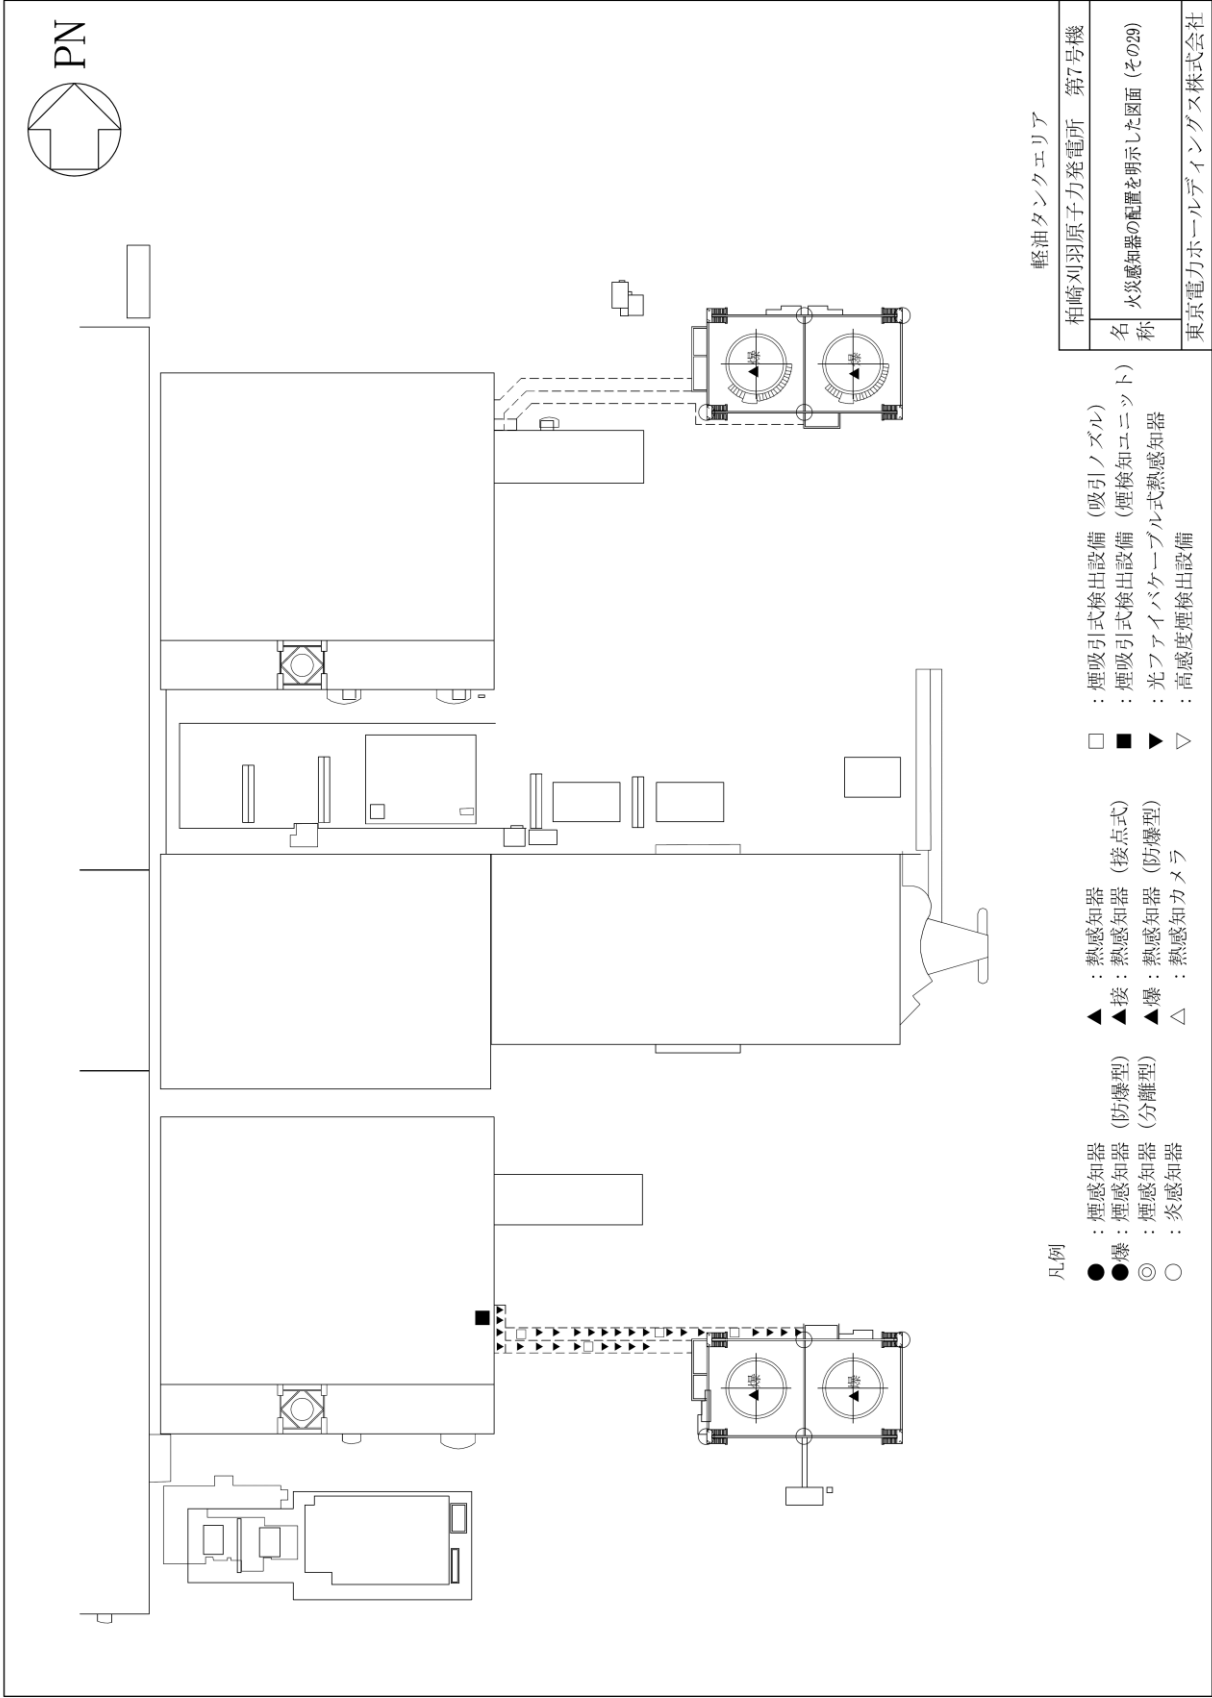 PN
▲爆
▲爆
▲爆
▲爆
軽油タンクエリア
凡例
● : 煙感知器
●爆 : 煙感知器 (防爆型)
◎ : 煙感知器 (分離型)
○ : 炎感知器
▲ : 熱感知器
▲接 : 熱感知器 (接点式)
▲爆 : 熱感知器 (防爆型)
△ : 熱感知カメラ
□ : 煙吸引式検出設備 (吸引ノズル)
■ : 煙吸引式検出設備 (煙検知ユニット)
▼ : 光ファイバケーブル式熱感知器
▽ : 高感度煙検出設備
柏崎刈羽原子力発電所 第7号機
名称
火災感知器の配置を明示した図面 (その29)
東京電力ホールディングス株式会社